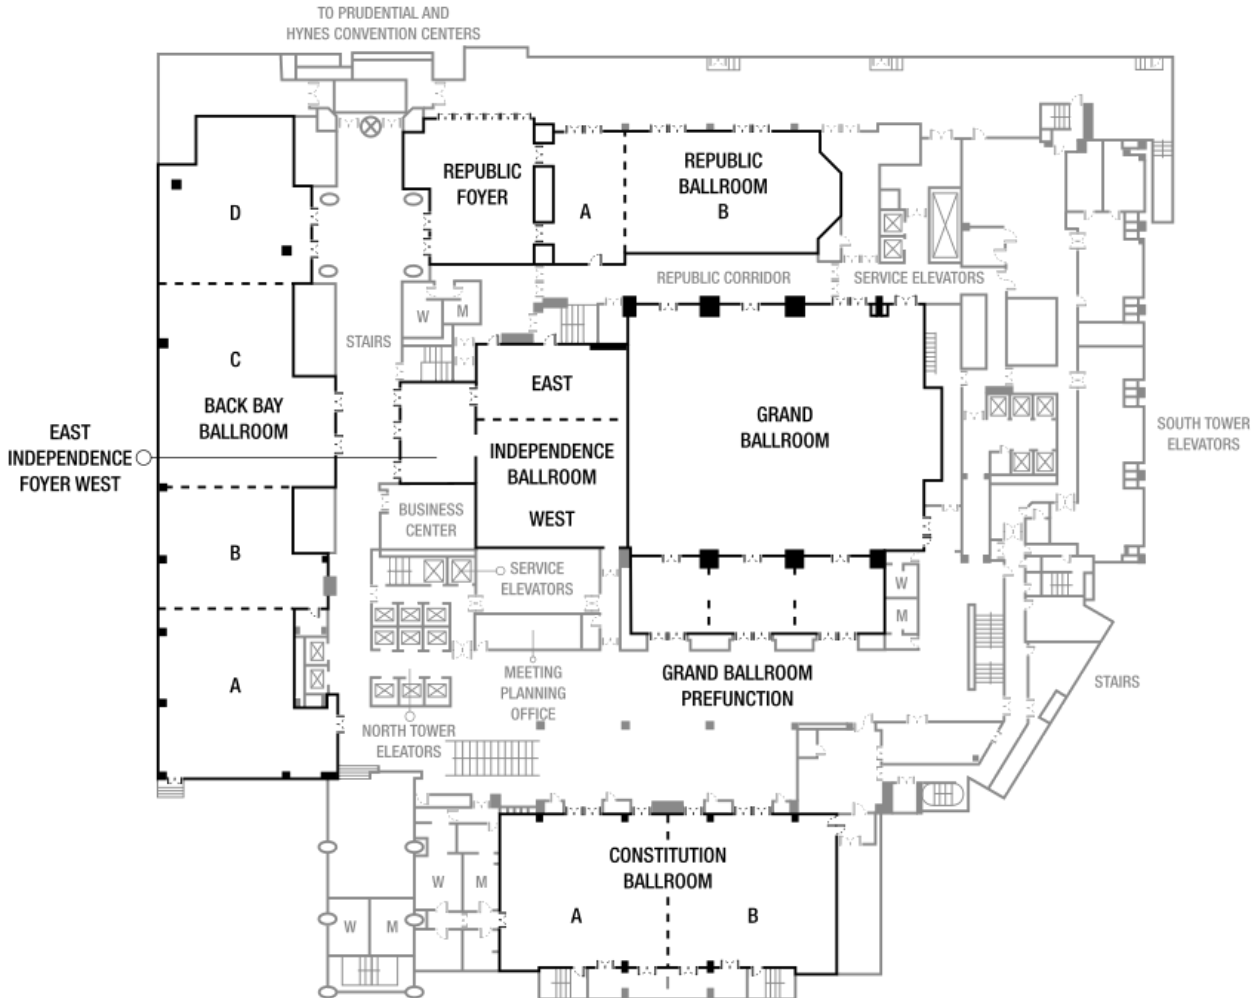 TO PRUDENTIAL AND
HYNES CONVENTION CENTERS
REPUBLIC
FOYER
A
REPUBLIC
BALLROOM
B
D
REPUBLIC CORRIDOR
SERVICE ELEVATORS
W
M
STAIRS
C
BACK BAY
BALLROOM
EAST
INDEPENDENCE
BALLROOM
WEST
GRAND
BALLROOM
EAST
INDEPENDENCE
FOYER WEST
SOUTH TOWER
ELEVATORS
BUSINESS
CENTER
B
SERVICE
ELEVATORS
W
M
A
MEETING
PLANNING
OFFICE
GRAND BALLROOM
PREFUNCTION
STAIRS
NORTH TOWER
ELEATORS
CONSTITUTION
BALLROOM
A
B
W
M
W
M